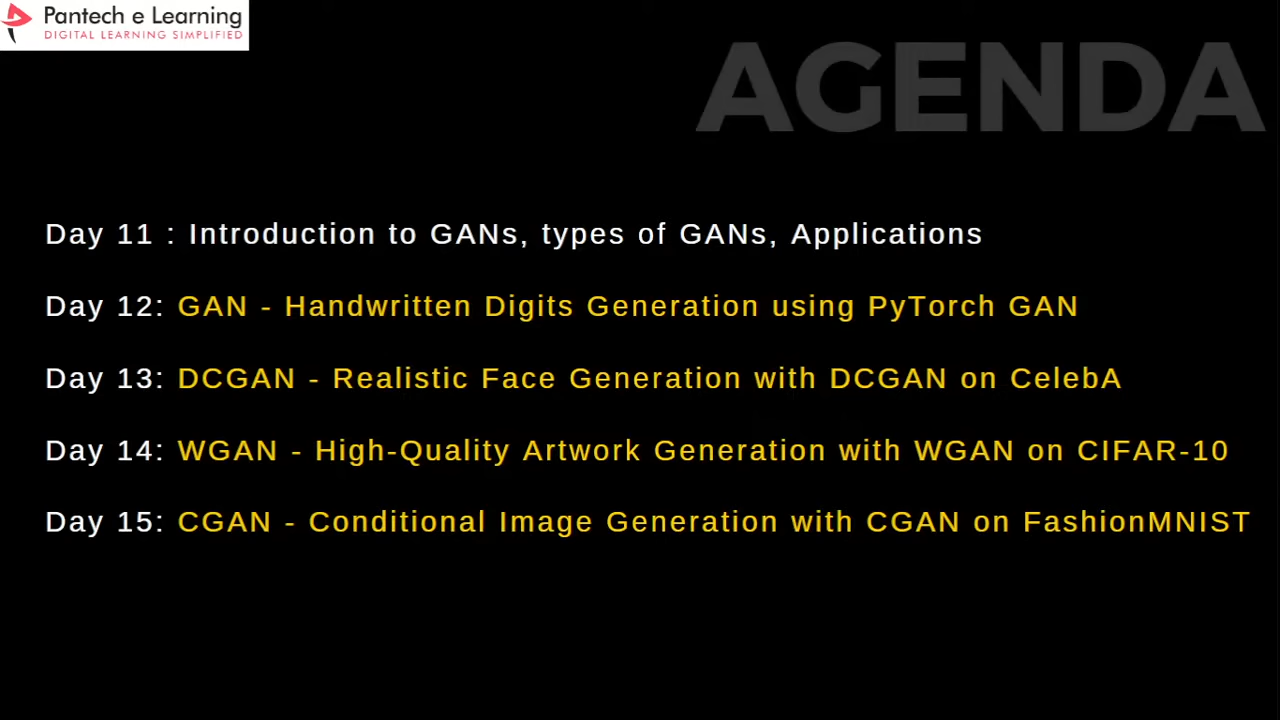 Pantech e Learning
DIGITAL LEARNING SIMPLIFIED
AGENDA
Day 11 : Introduction to GANs, types of GANs, Applications
Day 12: GAN - Handwritten Digits Generation using PyTorch GAN
Day 13: DCGAN - Realistic Face Generation with DCGAN on CelebA
Day 14: WGAN - High-Quality Artwork Generation with WGAN on CIFAR-10
Day 15: CGAN - Conditional Image Generation with CGAN on FashionMNIST